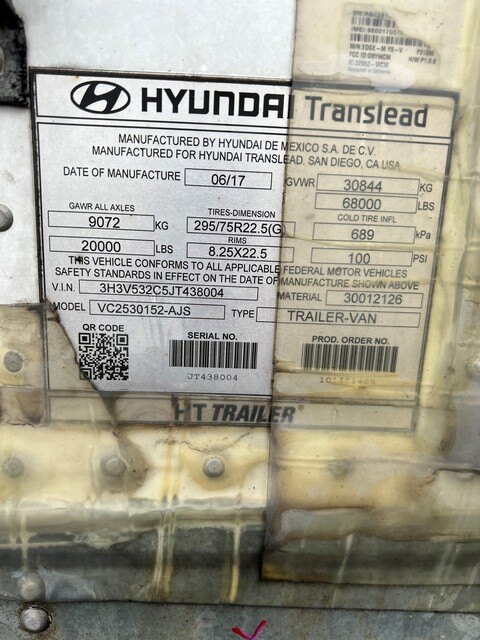 M/N: EDGE-M Y0-V
HYUNDAI Translead
MANUFACTURED BY HYUNDAI DE MEXICO S.A. DE C.V.
MANUFACTURED FOR HYUNDAI TRANSLEAD. SAN DIEGO, CA USA
DATE OF MANUFACTURE 06/17 GVWR 30844 KG
68000 LBS
GAWR ALL AXLES TIRES-DIMENSION COLD TIRE INFL
9072 KG 295/75R22.5(G) 689 kPa
20000 LBS RIMS 8.25X22.5 100 PSI
THIS VEHICLE CONFORMS TO ALL APPLICABLE FEDERAL MOTOR VEHICLES
SAFETY STANDARDS IN EFFECT ON THE DATE OF MANUFACTURE SHOWN ABOVE
V.I.N. 3H3V532C5JT438004 MATERIAL 30012126
MODEL VC2530152-AJS TYPE TRAILER-VAN
QR CODE SERIAL NO. PROD. ORDER NO.
JT438004
HT TRAILER®